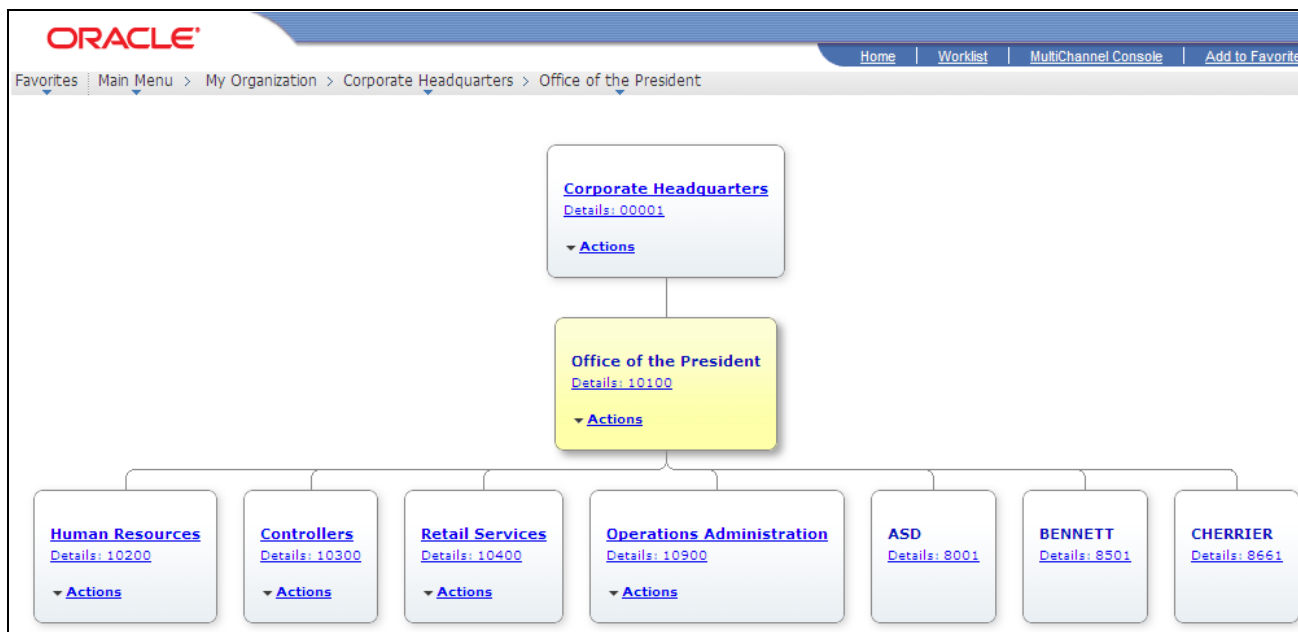 ORACLE
Home | Worklist | MultiChannel Console | Add to Favorite
Favorites Main Menu > My Organization > Corporate Headquarters > Office of the President
Corporate Headquarters
Details: 00001
Actions
Office of the President
Details: 10100
Actions
Human Resources
Details: 10200
Actions
Controllers
Details: 10300
Actions
Retail Services
Details: 10400
Actions
Operations Administration
Details: 10900
Actions
ASD
Details: 8001
BENNETT
Details: 8501
CHERRIER
Details: 8661